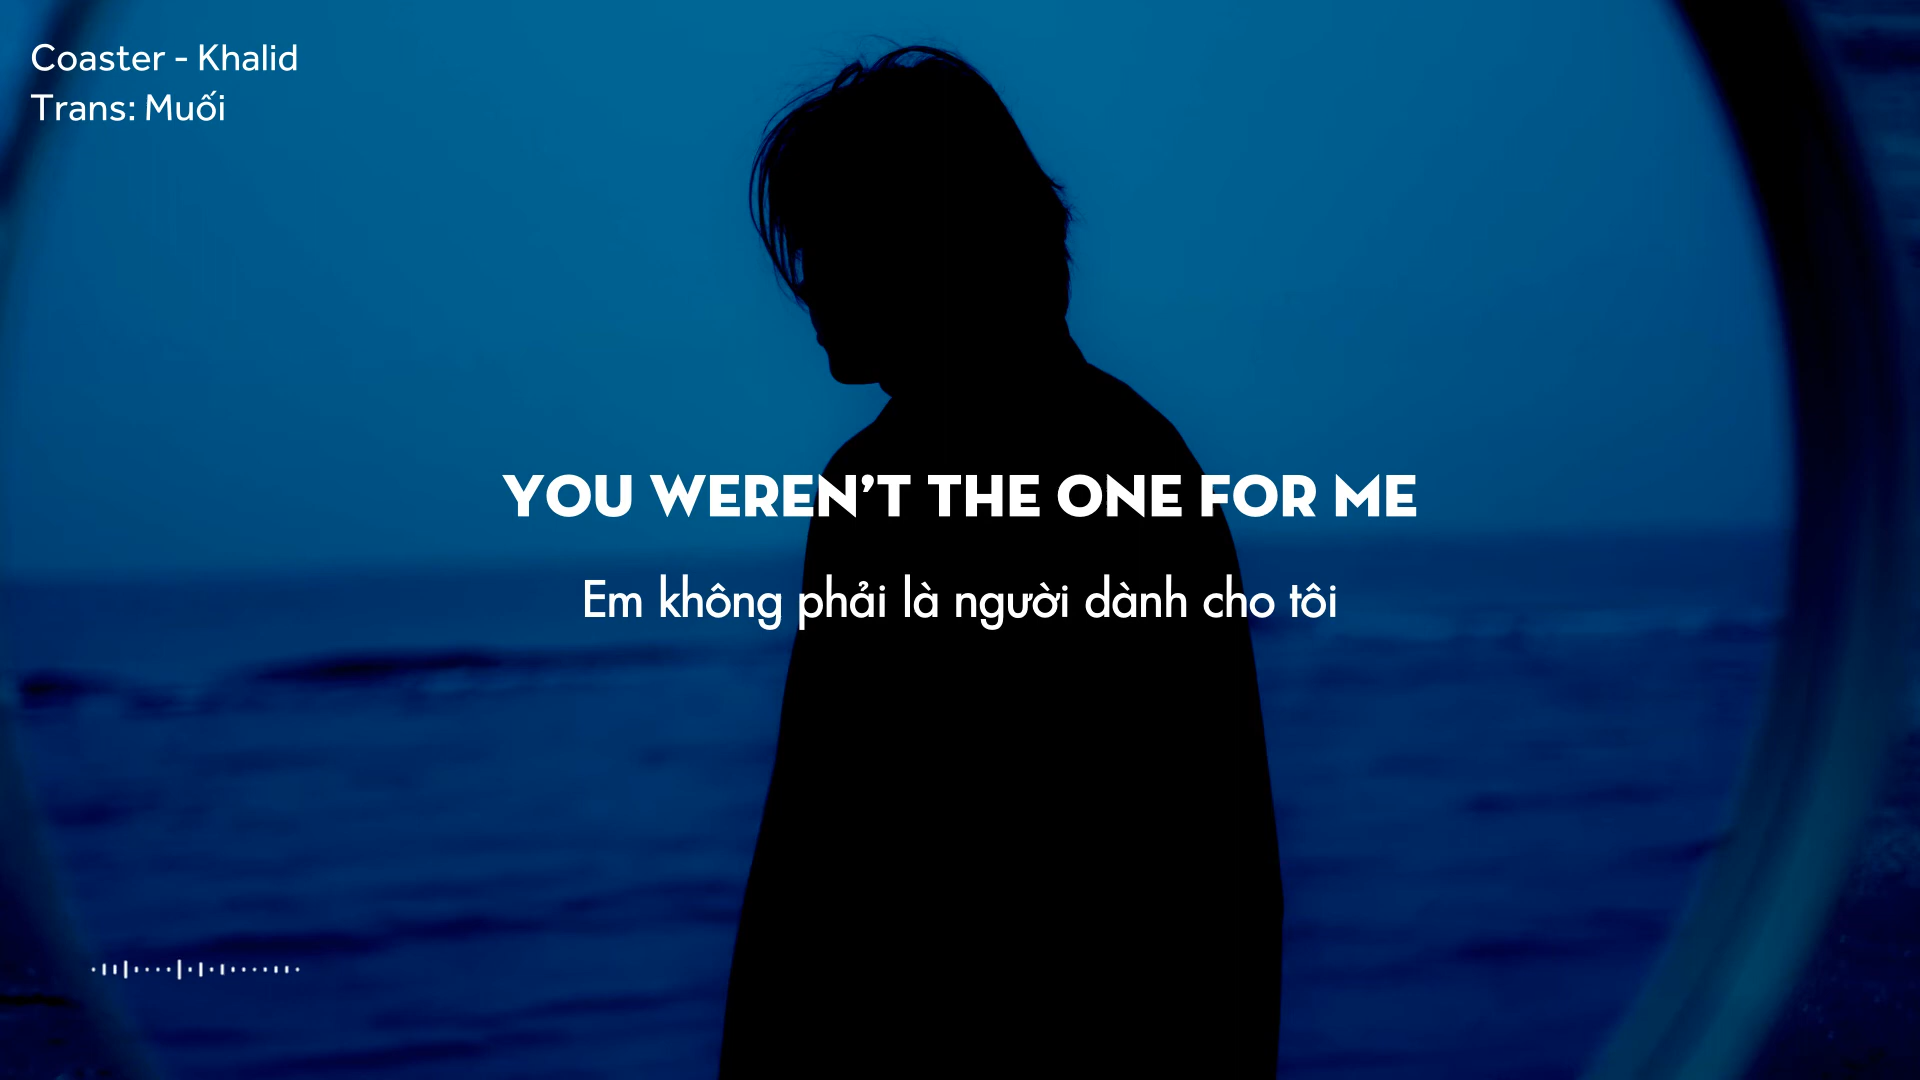 Coaster - Khalid
Trans: Muối
YOU WEREN’T THE ONE FOR ME
Em không phải là người dành cho tôi